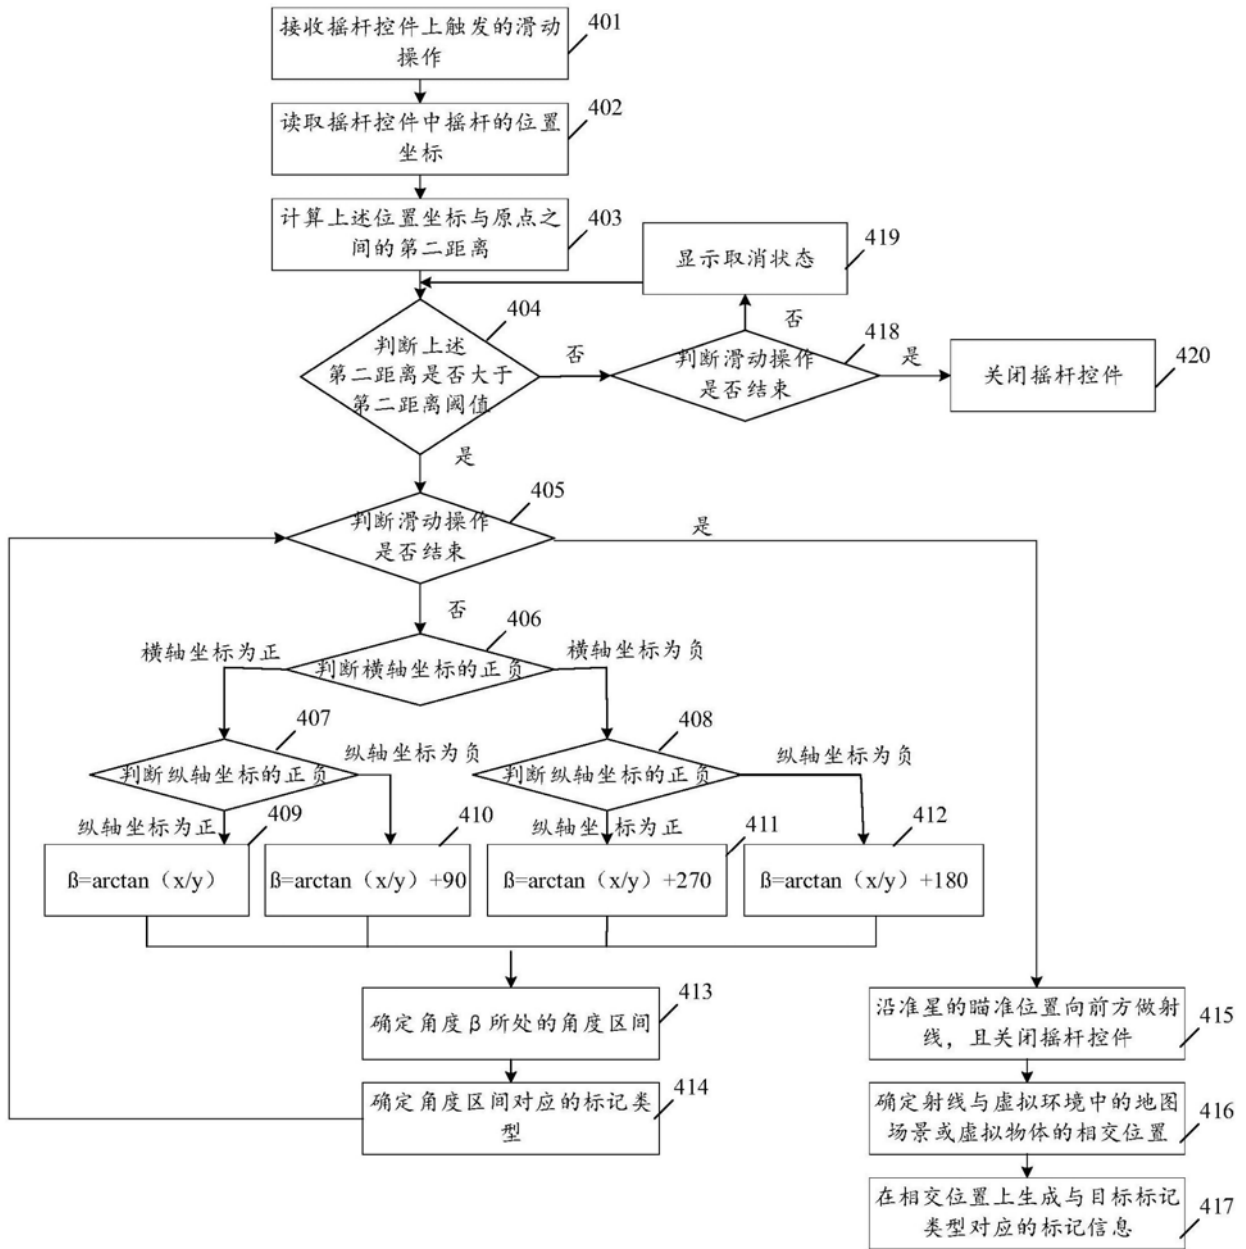 接收摇杆控件上触发的滑动
操作
401
读取摇杆控件中摇杆的位置
坐标
402
计算上述位置坐标与原点之
间的第二距离
403
显示取消状态
419
判断上述
第二距离是否大于
第二距离阈值
404
否
是
判断滑动操作
是否结束
418
否
是
关闭摇杆控件
420
判断滑动操作
是否结束
405
是
否
判断横轴坐标的正负
406
横轴坐标为正
横轴坐标为负
判断纵轴坐标的正负
407
纵轴坐标为负
纵轴坐标为正
判断纵轴坐标的正负
408
纵轴坐标为负
纵轴坐标为正
ß=arctan（x/y）
409
ß=arctan（x/y）+90
410
ß=arctan（x/y）+270
411
ß=arctan（x/y）+180
412
确定角度β所处的角度区间
413
确定角度区间对应的标记类
型
414
沿准星的瞄准位置向前方做射
线，且关闭摇杆控件
415
确定射线与虚拟环境中的地图
场景或虚拟物体的相交位置
416
在相交位置上生成与目标标记
类型对应的标记信息
417